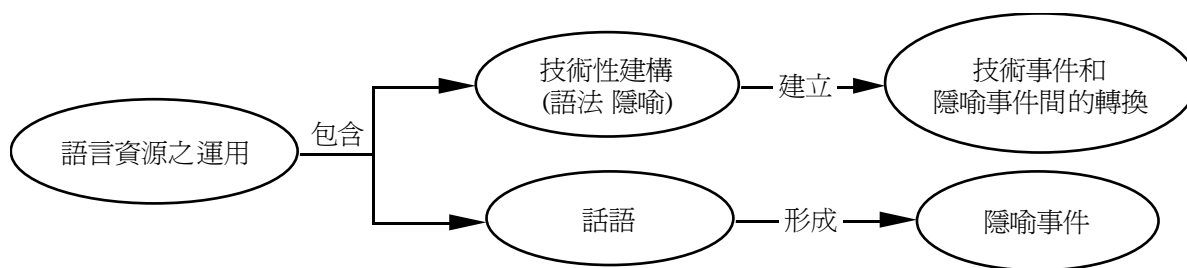 語言資源之運用
包含
技術性建構
(語法 隱喻)
建立
技術事件和
隱喻事件間的轉換
話語
形成
隱喻事件